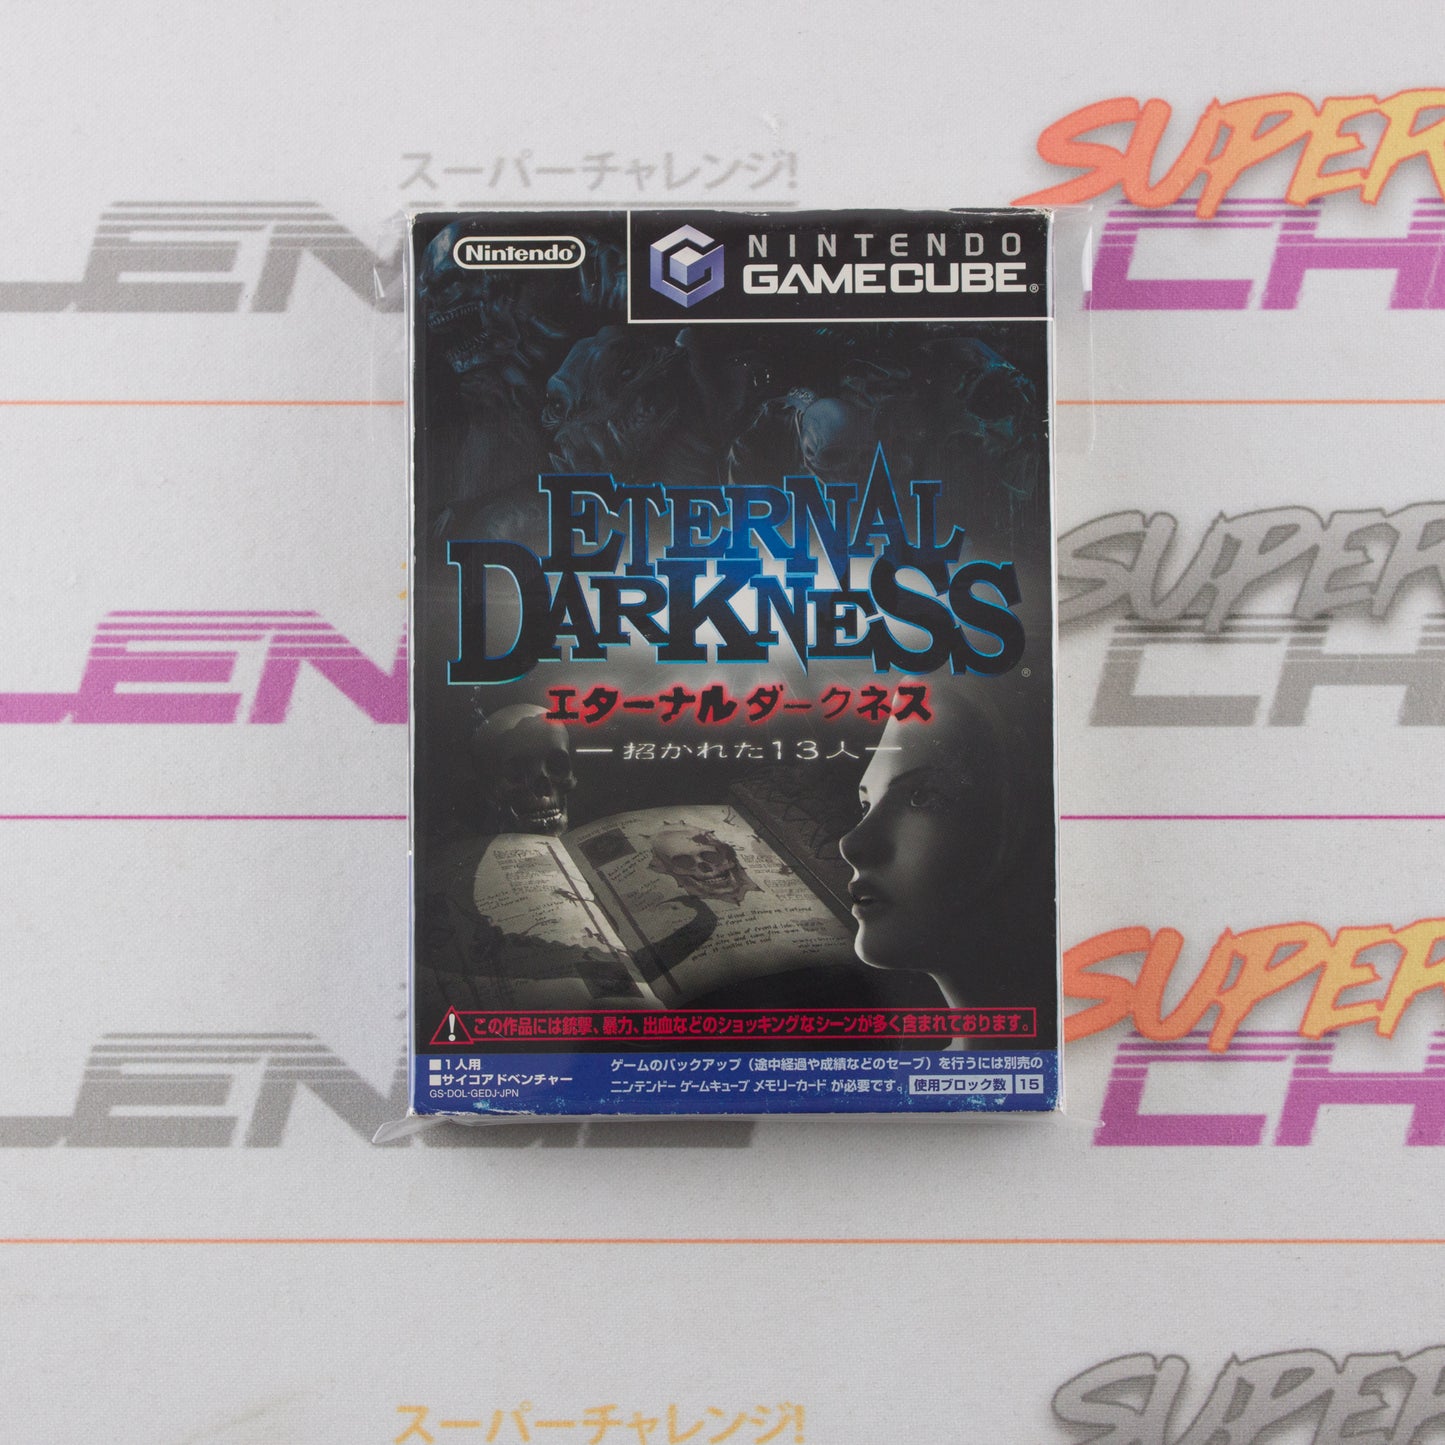 スーパーチャレンジ!
SUPER
LENGE
CH
Nintendo®
NINTENDO
GAMECUBE®
SUPER
CH
LENGE
ETERNAL
DARKNESS®
エターナルダークネス
―招かれた13人―
SUPER
CH
この作品には銃撃、暴力、出血などのショッキングなシーンが多く含まれております。
■1人用
■サイコアドベンチャー
GS-DOL-GEDJ-JPN
ゲームのバックアップ（途中経過や成績などのセーブ）を行うには別売の
ニンテンドー ゲームキューブ メモリーカード が必要です。 使用ブロック数 15
LENGE
スーパーチャレンジ!
SUPER